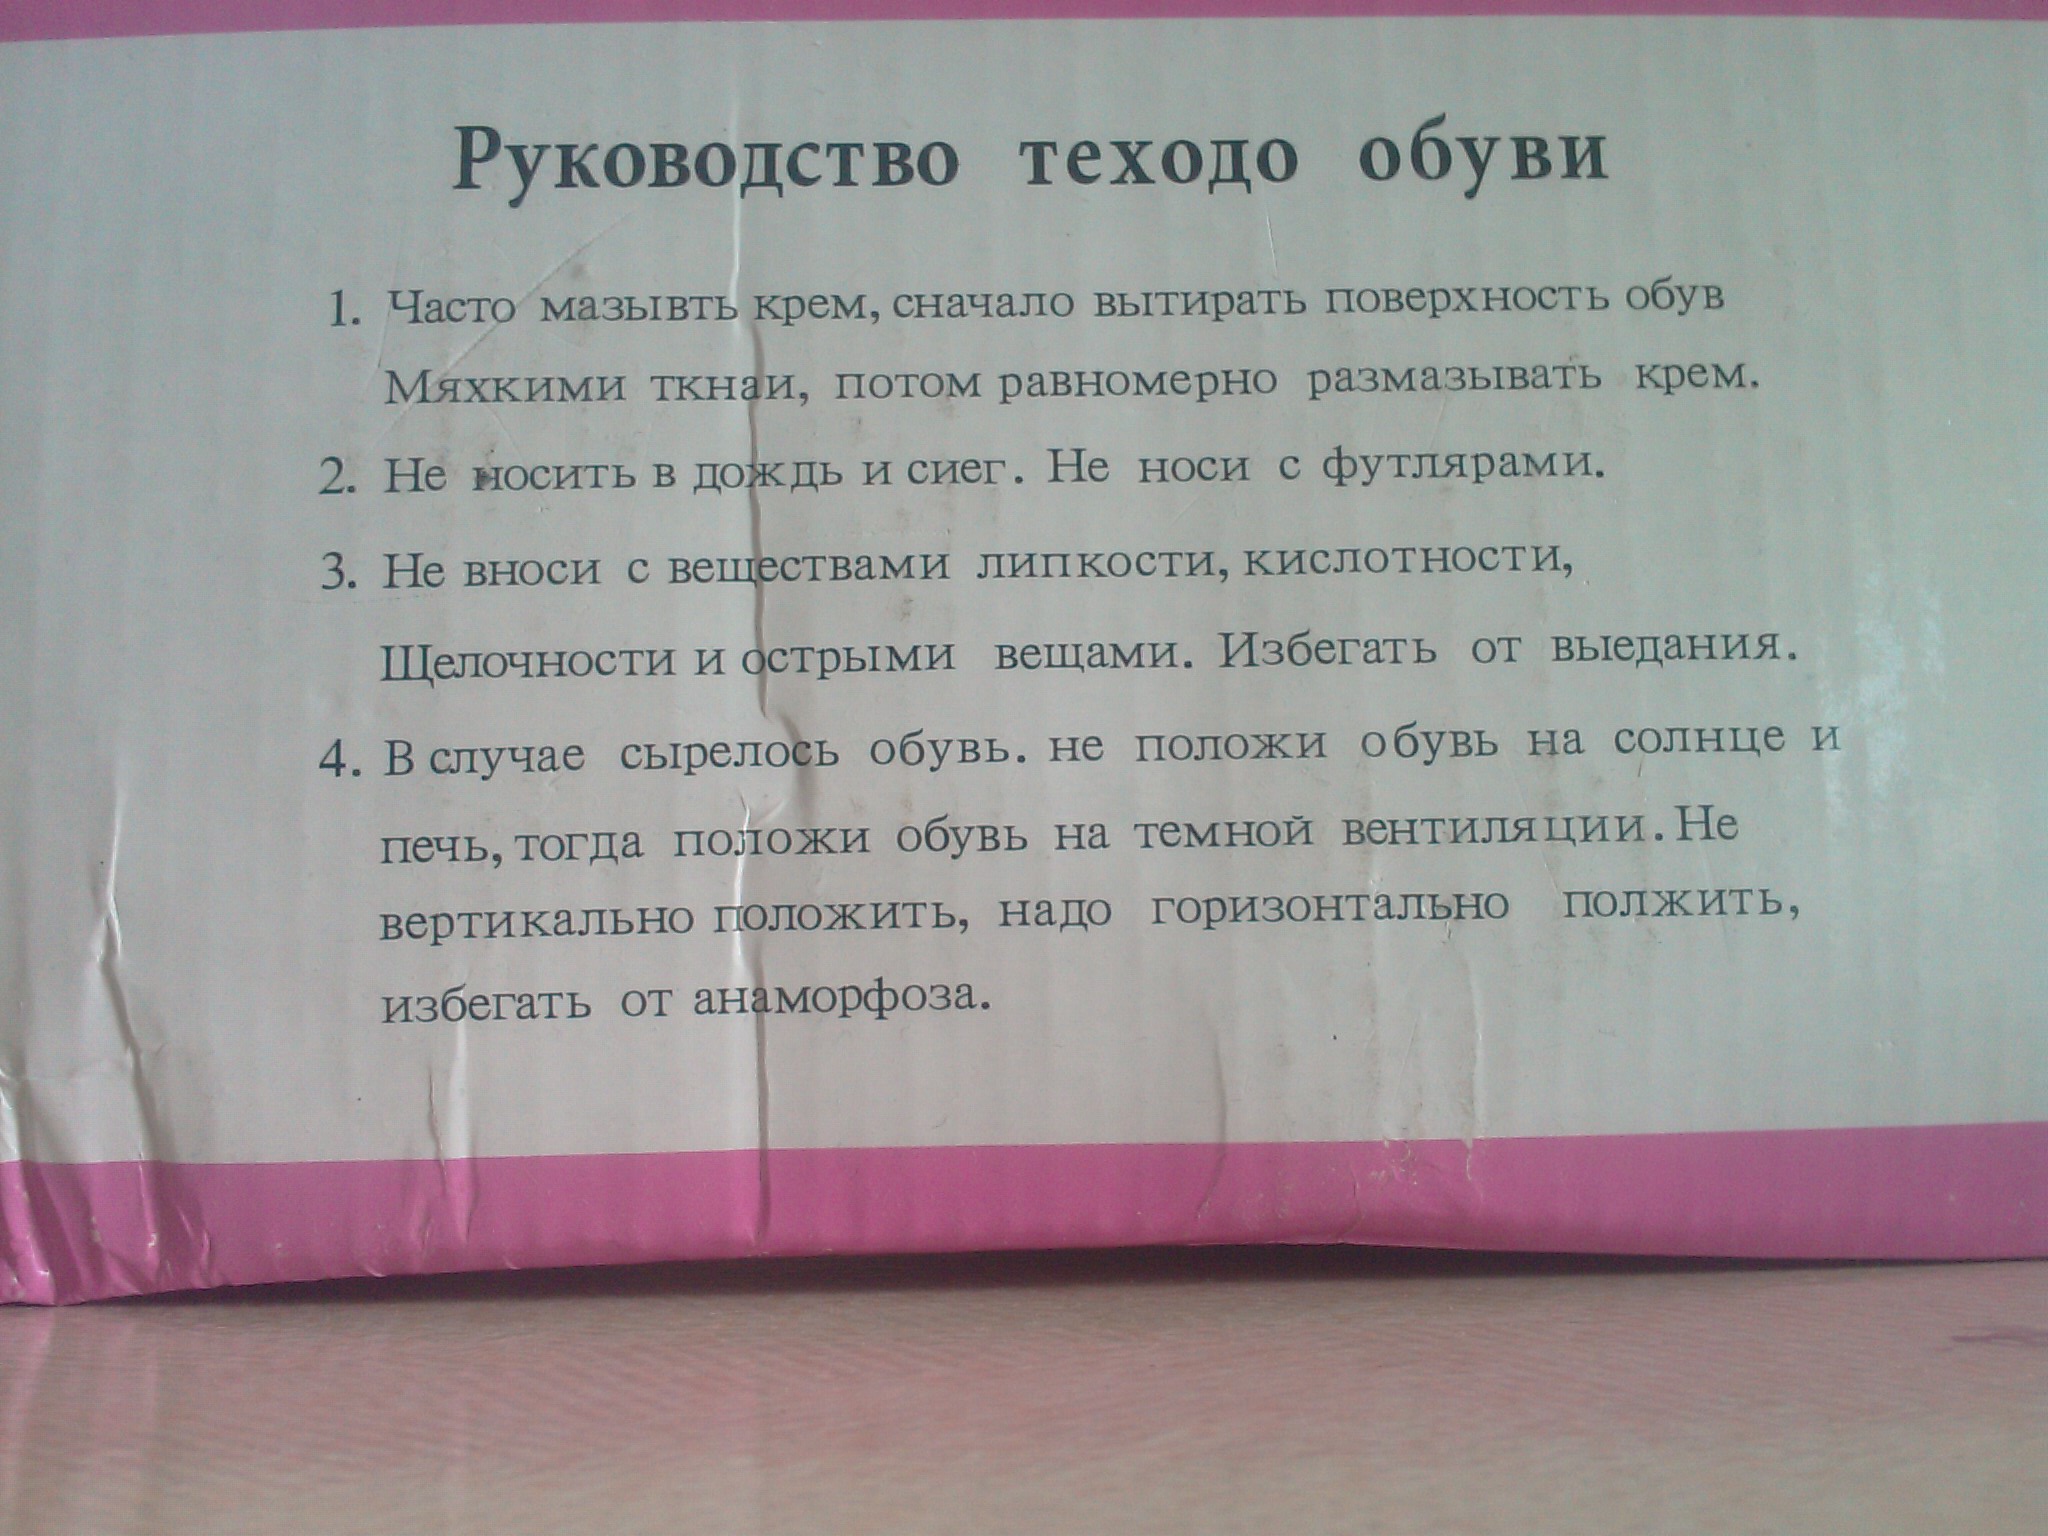 Руководство теходо обуви
1. Часто мазывть крем, сначало вытирать поверхность обув
Мяхкими ткнаи, потом равномерно размазывать крем.
2. Не носить в дождь и сиег. Не носи с футлярами.
3. Не вноси с веществами липкости, кислотности,
Щелочности и острыми вещами. Избегать от выедания.
4. В случае сырелось обувь. не положи обувь на солнце и
печь, тогда положи обувь на темной вентиляции. Не
вертикально положить, надо горизонтально полжить,
избегать от анаморфоза.